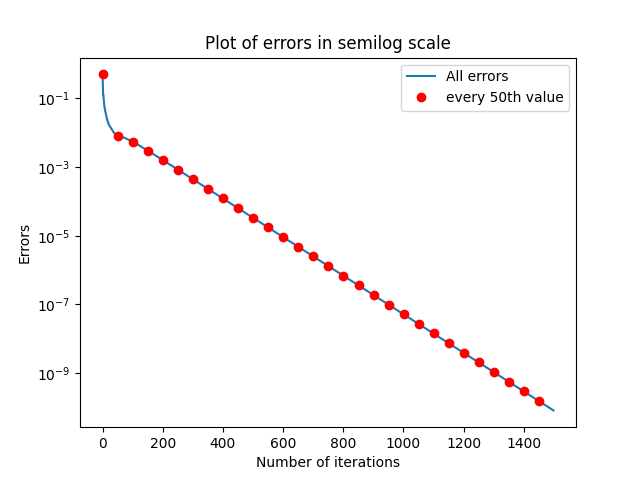 Plot of errors in semilog scale
All errors
every 50th value
Errors
10⁻¹
10⁻³
10⁻⁵
10⁻⁷
10⁻⁹
0 200 400 600 800 1000 1200 1400
Number of iterations